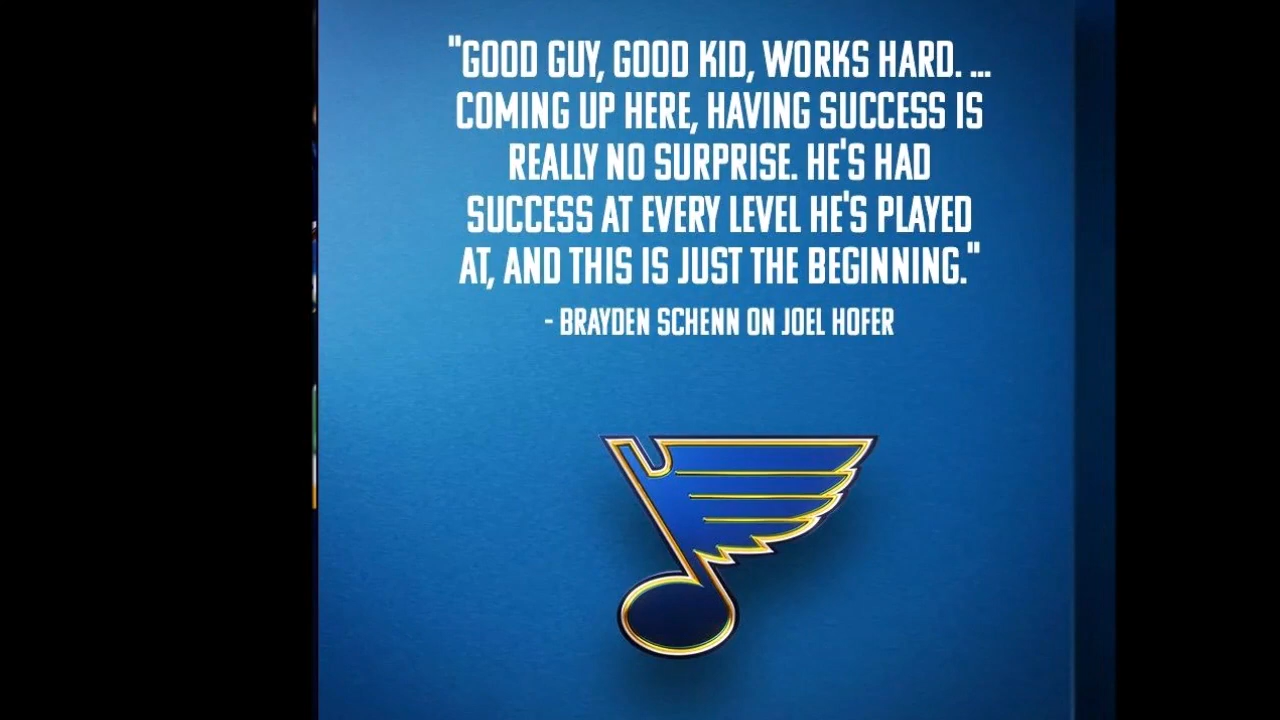 "GOOD GUY, GOOD KID, WORKS HARD. ...
COMING UP HERE, HAVING SUCCESS IS
REALLY NO SURPRISE. HE'S HAD
SUCCESS AT EVERY LEVEL HE'S PLAYED
AT, AND THIS IS JUST THE BEGINNING."
- BRAYDEN SCHENN ON JOEL HOFER